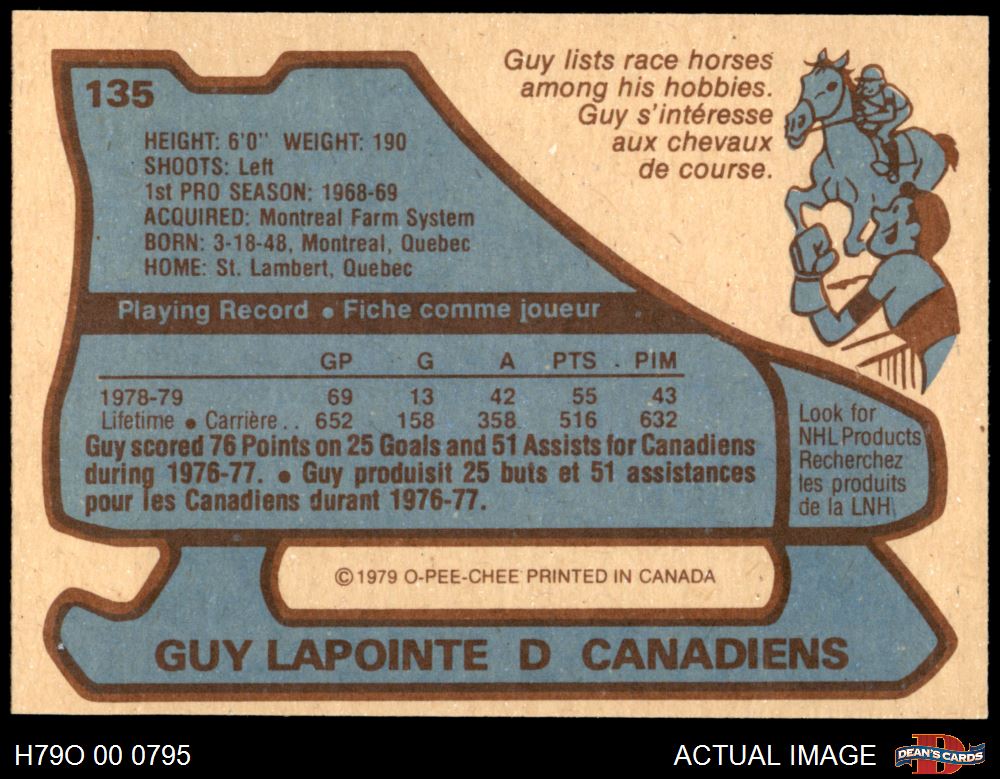 135
Guy lists race horses
among his hobbies.
Guy s'intéresse
aux chevaux
de course.
HEIGHT: 6'0" WEIGHT: 190
SHOOTS: Left
1st PRO SEASON: 1968-69
ACQUIRED: Montreal Farm System
BORN: 3-18-48, Montreal, Quebec
HOME: St. Lambert, Quebec
Playing Record • Fiche comme joueur
GP G A PTS PIM
1978-79 69 13 42 55 43
Lifetime • Carrière.. 652 158 358 516 632
Guy scored 76 Points on 25 Goals and 51 Assists for Canadiens
during 1976-77. • Guy produisit 25 buts et 51 assistances
pour les Canadiens durant 1976-77.
Look for
NHL Products
Recherchez
les produits
de la LNH
©1979 O-PEE-CHEE PRINTED IN CANADA
GUY LAPOINTE D CANADIENS
H79O 00 0795
ACTUAL IMAGE
DEAN'S CARDS